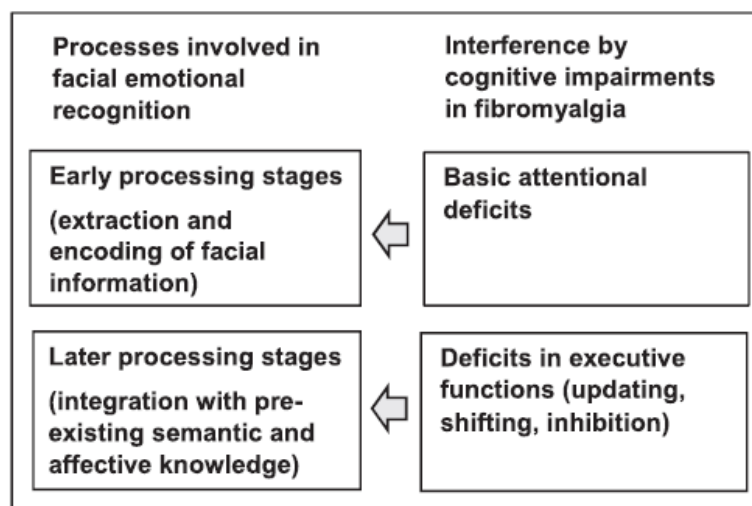 Processes involved in
facial emotional
recognition
Interference by
cognitive impairments
in fibromyalgia
Early processing stages
(extraction and
encoding of facial
information)
Basic attentional
deficits
Later processing stages
(integration with pre-
existing semantic and
affective knowledge)
Deficits in executive
functions (updating,
shifting, inhibition)